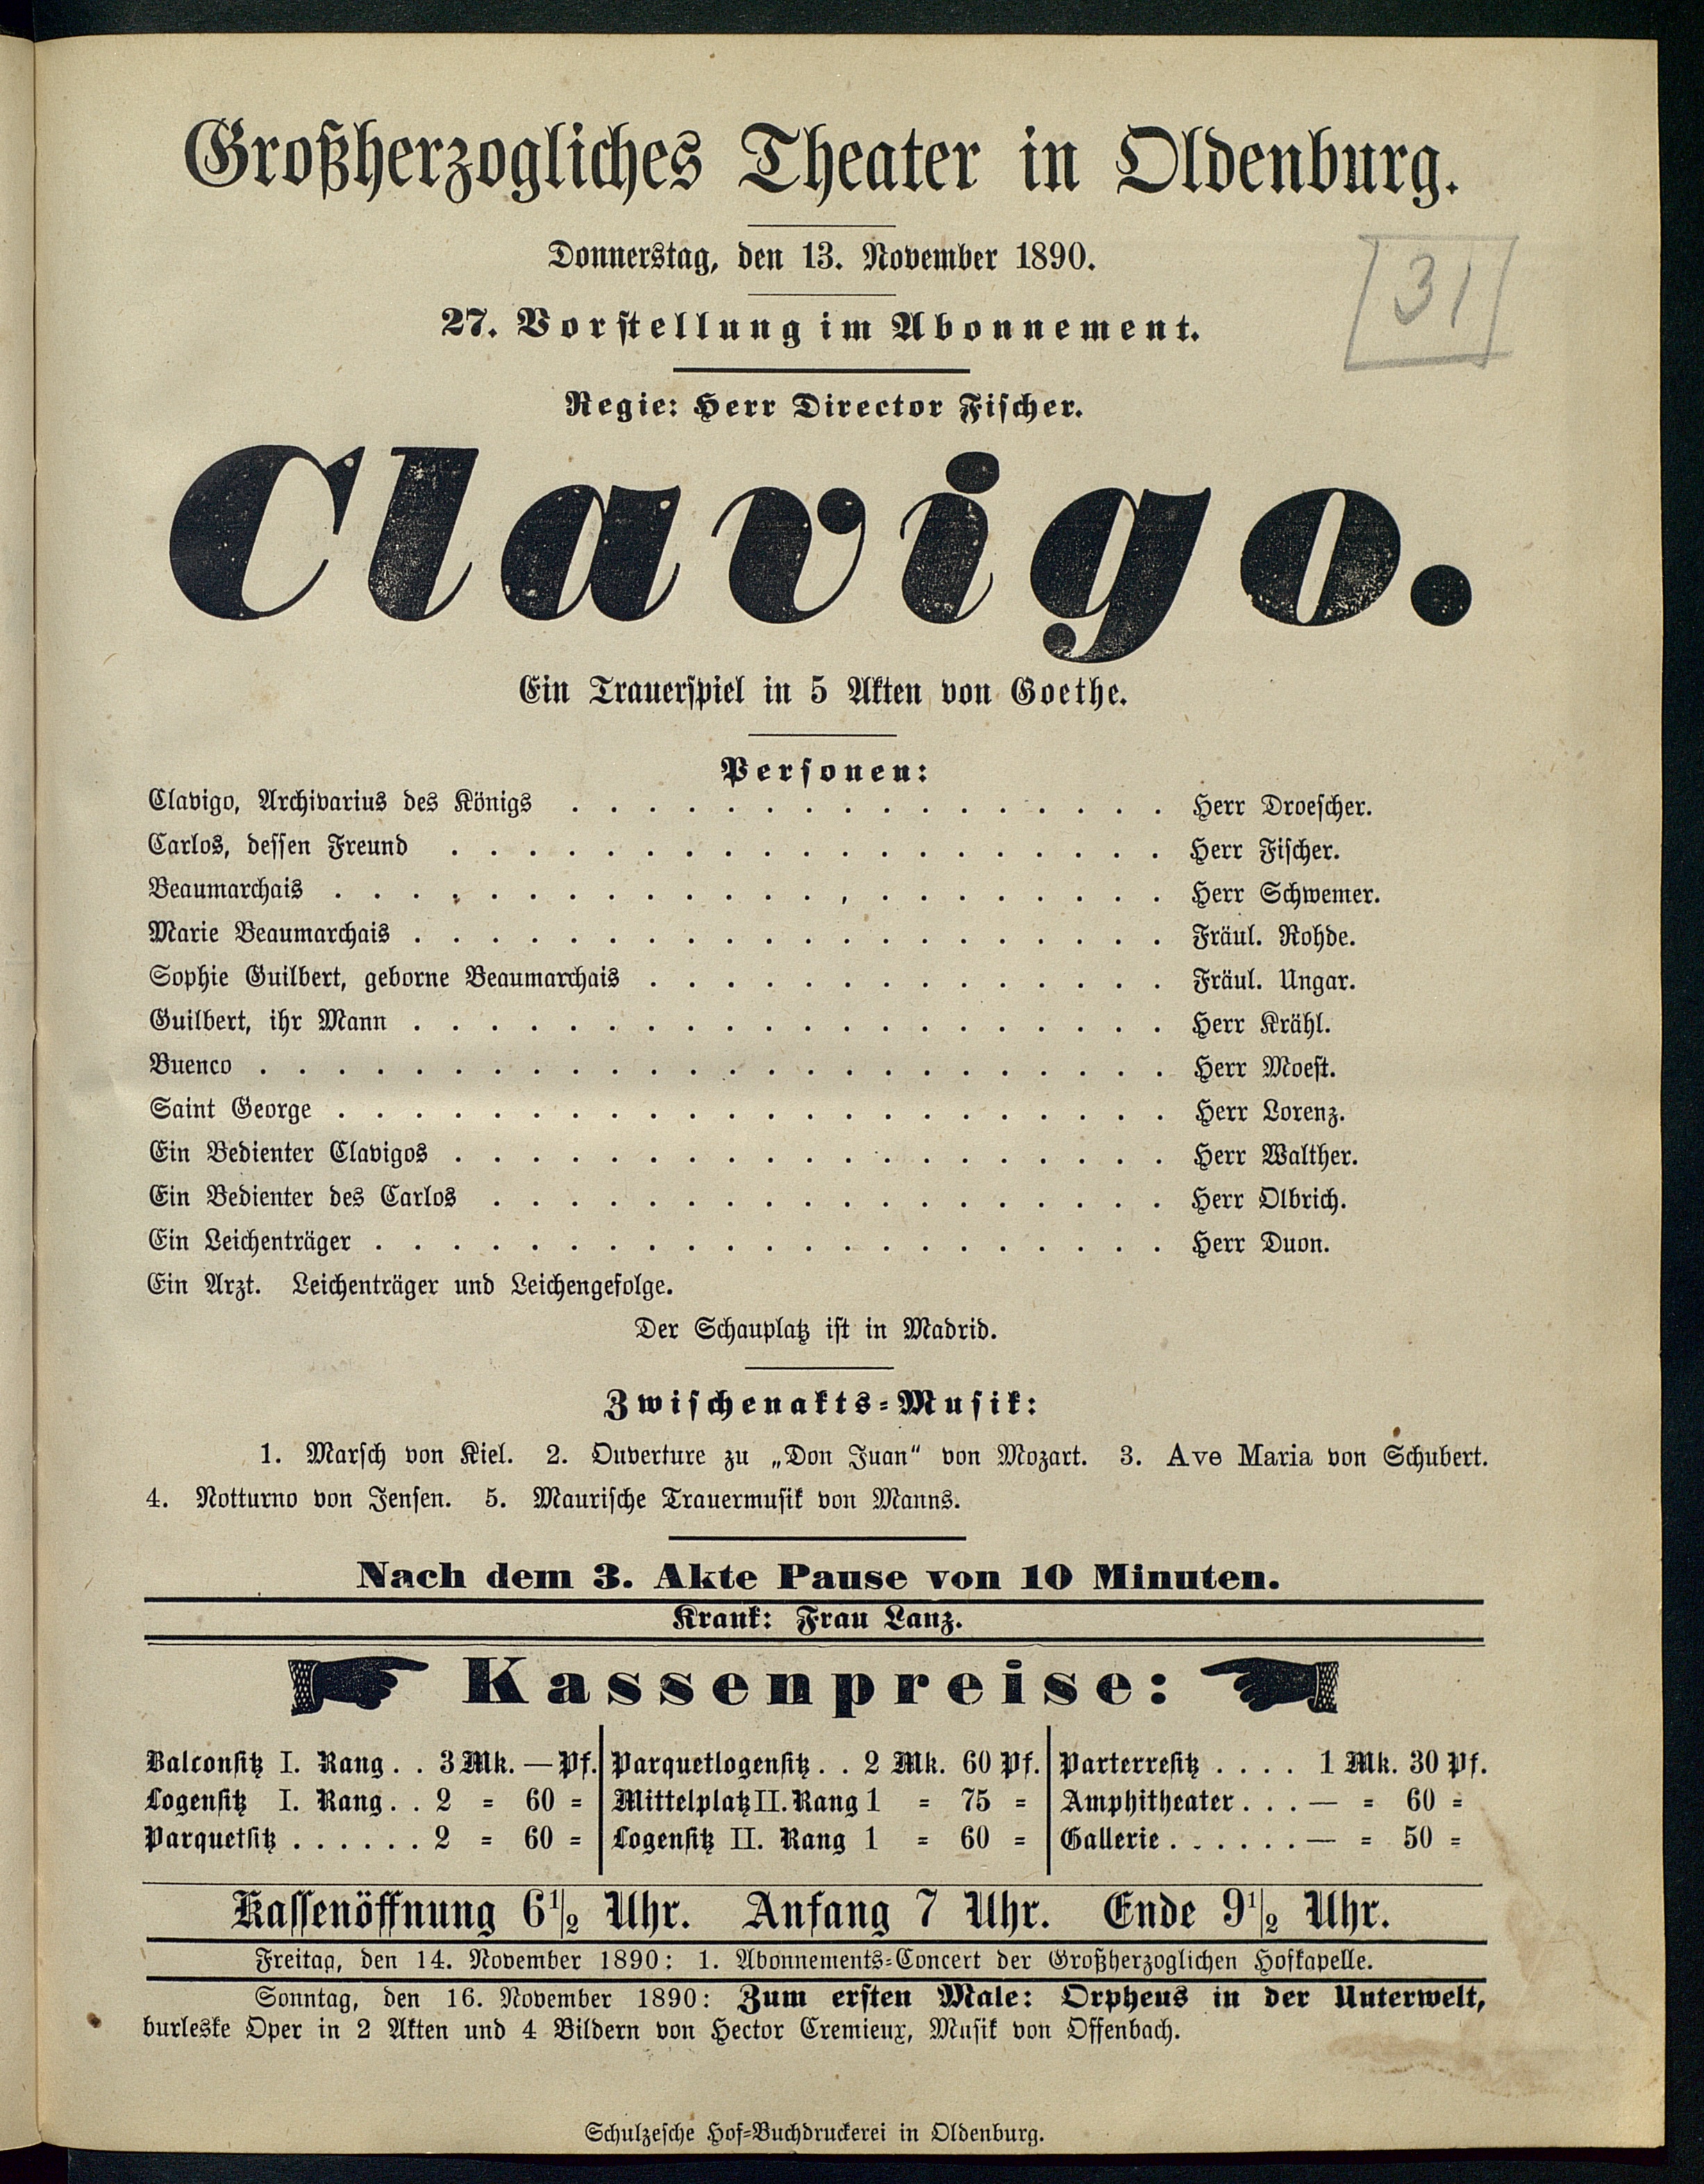 Großherzogliches Theater in Oldenburg.
Donnerstag, den 13. November 1890.
31
27. Vorstellung im Abonnement.
Regie: Herr Director Fischer.
Clavigo.
Ein Trauerspiel in 5 Akten von Goethe.
Personen:
Clavigo, Archivarius des Königs . . . . . . . . . . . . . . . . Herr Droescher.
Carlos, dessen Freund . . . . . . . . . . . . . . . . . . . Herr Fischer.
Beaumarchais . . . . . . . . . . . . . . . . . . . . . . Herr Schwemer.
Marie Beaumarchais . . . . . . . . . . . . . . . . . . . . Fräul. Rohde.
Sophie Guilbert, geborne Beaumarchais . . . . . . . . . . . . . . Fräul. Ungar.
Guilbert, ihr Mann . . . . . . . . . . . . . . . . . . . . Herr Krähl.
Buenco . . . . . . . . . . . . . . . . . . . . . . . . Herr Moest.
Saint George . . . . . . . . . . . . . . . . . . . . . . Herr Lorenz.
Ein Bedienter Clavigos . . . . . . . . . . . . . . . . . . . Herr Walther.
Ein Bedienter des Carlos . . . . . . . . . . . . . . . . . . Herr Olbrich.
Ein Leichenträger . . . . . . . . . . . . . . . . . . . . . Herr Duon.
Ein Arzt. Leichenträger und Leichengefolge.
Der Schauplatz ist in Madrid.
Zwischenakts-Musik:
1. Marsch von Kiel. 2. Ouverture zu „Don Juan“ von Mozart. 3. Ave Maria von Schubert.
4. Notturno von Jensen. 5. Maurische Trauermusik von Manns.
Nach dem 3. Akte Pause von 10 Minuten.
Krank: Frau Lanz.
Kassenpreise:
Balconsitz I. Rang . . 3 Mk. — Pf. Parquetlogensitz . . 2 Mk. 60 Pf. Parterresitz . . . . 1 Mk. 30 Pf.
Logensitz I. Rang . . 2 = 60 = Mittelplatz II. Rang 1 = 75 = Amphitheater . . . — = 60 =
Parquetsitz . . . . . . 2 = 60 = Logensitz II. Rang 1 = 60 = Gallerie . . . . . . — = 50 =
Kassenöffnung 6½ Uhr. Anfang 7 Uhr. Ende 9½ Uhr.
Freitag, den 14. November 1890: 1. Abonnements-Concert der Großherzoglichen Hofkapelle.
Sonntag, den 16. November 1890: Zum ersten Male: Orpheus in der Unterwelt,
burleske Oper in 2 Akten und 4 Bildern von Hector Cremieux, Musik von Offenbach.
Schulzesche Hof-Buchdruckerei in Oldenburg.